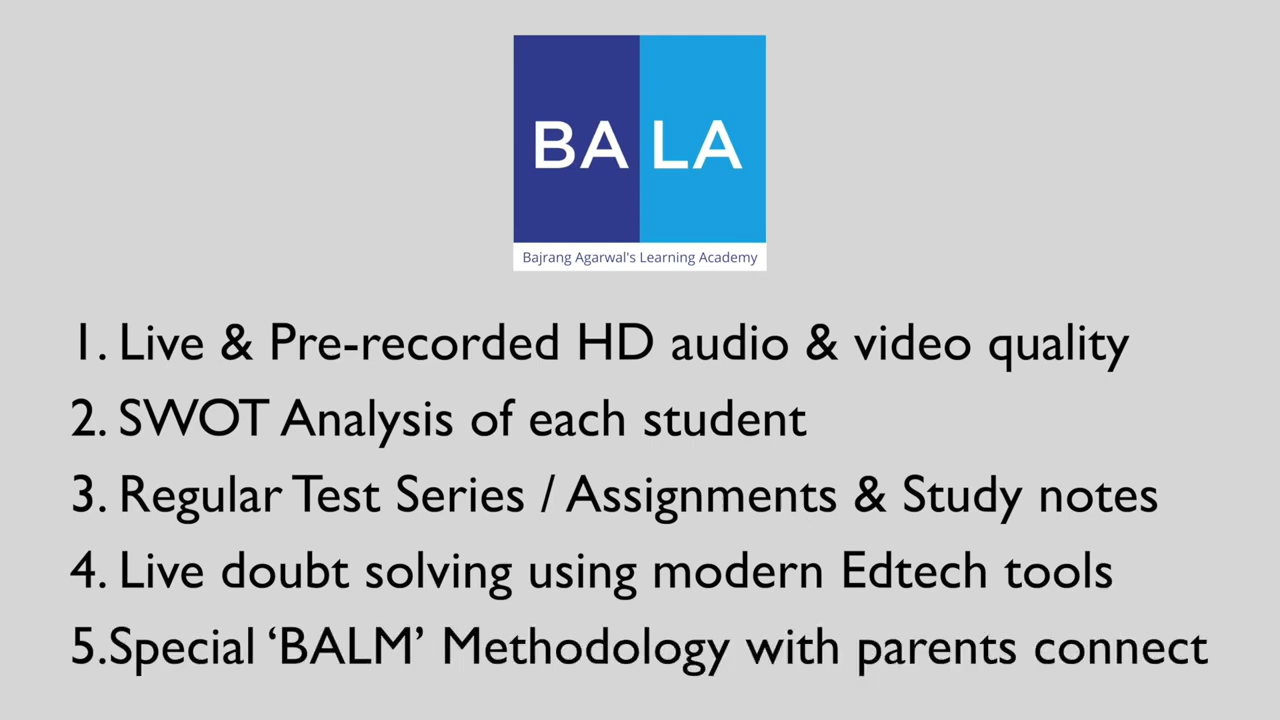 BALA
Bajrang Agarwal's Learning Academy
1. Live & Pre-recorded HD audio & video quality
2. SWOT Analysis of each student
3. Regular Test Series / Assignments & Study notes
4. Live doubt solving using modern Edtech tools
5.Special ‘BALM’ Methodology with parents connect